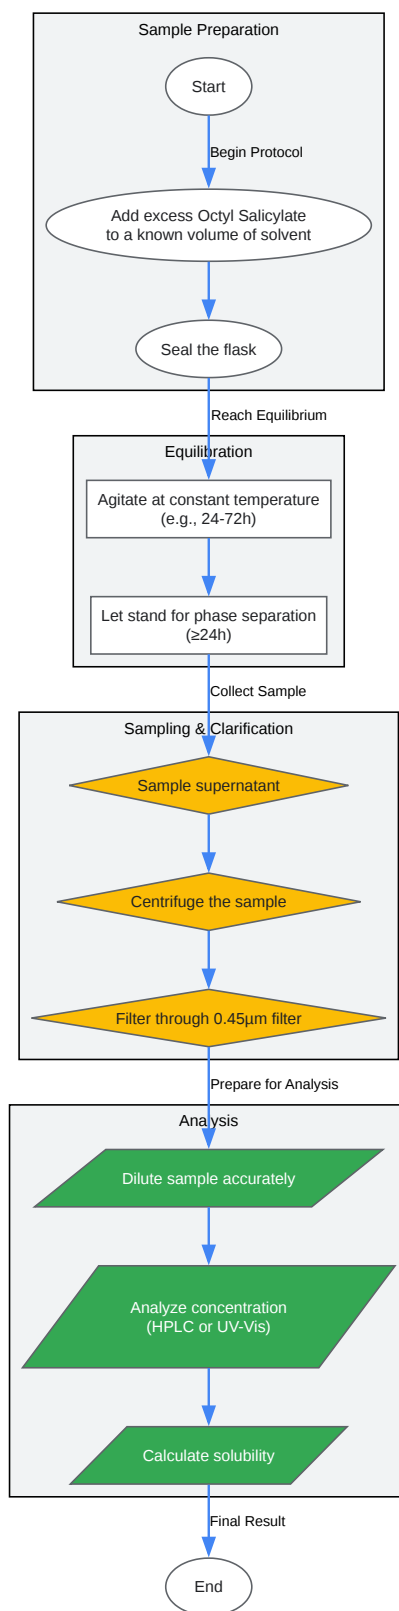 Sample Preparation
Start
Begin Protocol
Add excess Octyl Salicylate
to a known volume of solvent
Seal the flask
Reach Equilibrium
Equilibration
Agitate at constant temperature
(e.g., 24-72h)
Let stand for phase separation
(≥24h)
Collect Sample
Sampling & Clarification
Sample supernatant
Centrifuge the sample
Filter through 0.45µm filter
Prepare for Analysis
Analysis
Dilute sample accurately
Analyze concentration
(HPLC or UV-Vis)
Calculate solubility
Final Result
End